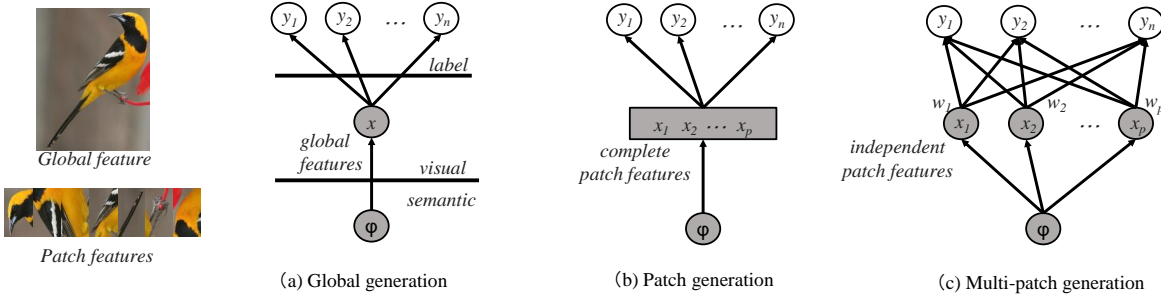 Global feature
Patch features
y1 y2 ... yn
label
x
global
features
visual
semantic
φ
(a) Global generation
y1 y2 ... yn
x1 x2 ... xp
complete
patch features
φ
(b) Patch generation
y1 y2 ... yn
w1 w2 wp
x1 x2 ... xp
independent
patch features
φ
(c) Multi-patch generation